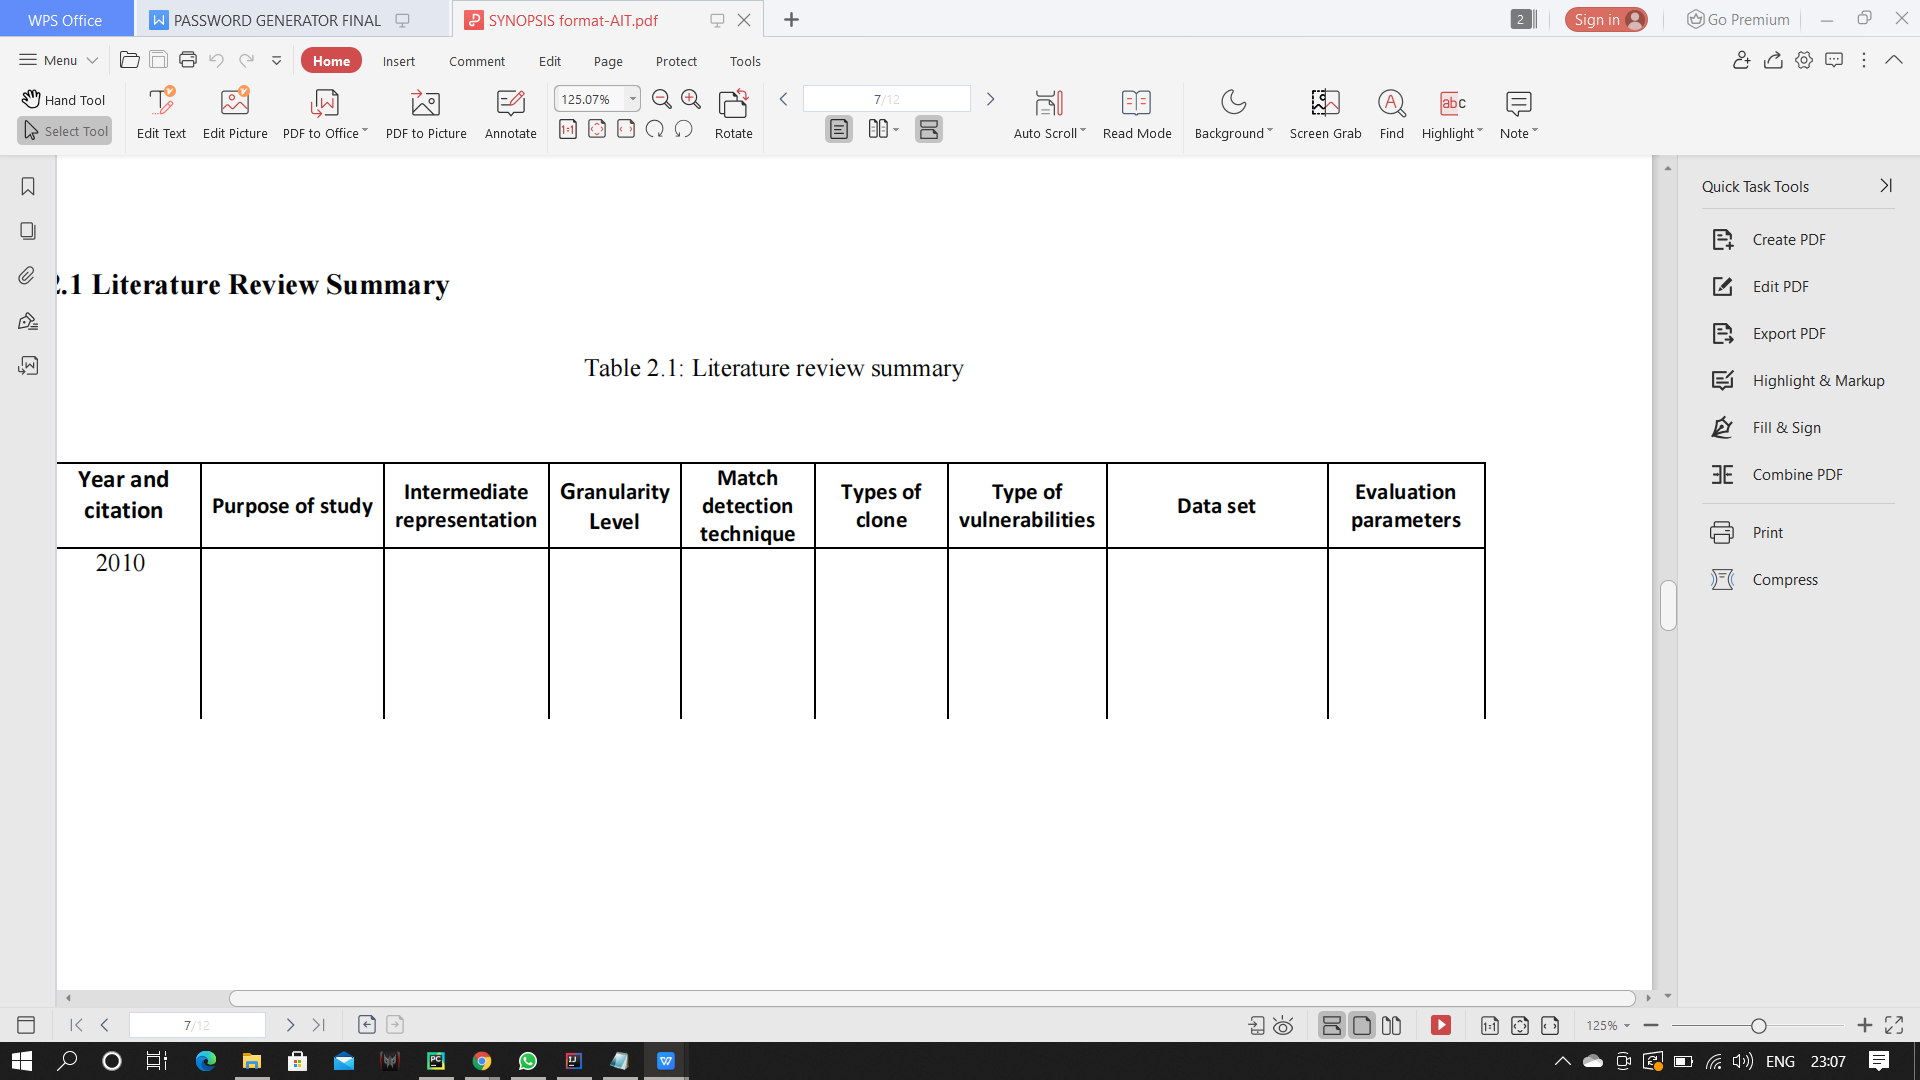 WPS Office
PASSWORD GENERATOR FINAL
SYNOPSIS format-AIT.pdf
2
Sign in
Go Premium
Menu
Home
Insert
Comment
Edit
Page
Protect
Tools
Hand Tool
Select Tool
Edit Text
Edit Picture
PDF to Office
PDF to Picture
Annotate
125.07%
Rotate
7/12
Auto Scroll
Read Mode
Background
Screen Grab
Find
Highlight
Note
2.1 Literature Review Summary
Table 2.1: Literature review summary
Year and
citation
Purpose of study
Intermediate
representation
Granularity
Level
Match
detection
technique
Types of
clone
Type of
vulnerabilities
Data set
Evaluation
parameters
2010
Quick Task Tools
Create PDF
Edit PDF
Export PDF
Highlight & Markup
Fill & Sign
Combine PDF
Print
Compress
7/12
125%
ENG
23:07